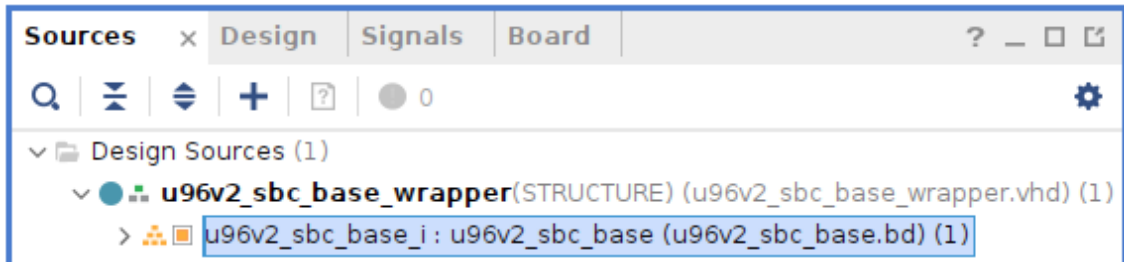 Sources × Design Signals Board ? _
? 0
Design Sources (1)
u96v2_sbc_base_wrapper(STRUCTURE) (u96v2_sbc_base_wrapper.vhd) (1)
u96v2_sbc_base_i : u96v2_sbc_base (u96v2_sbc_base.bd) (1)